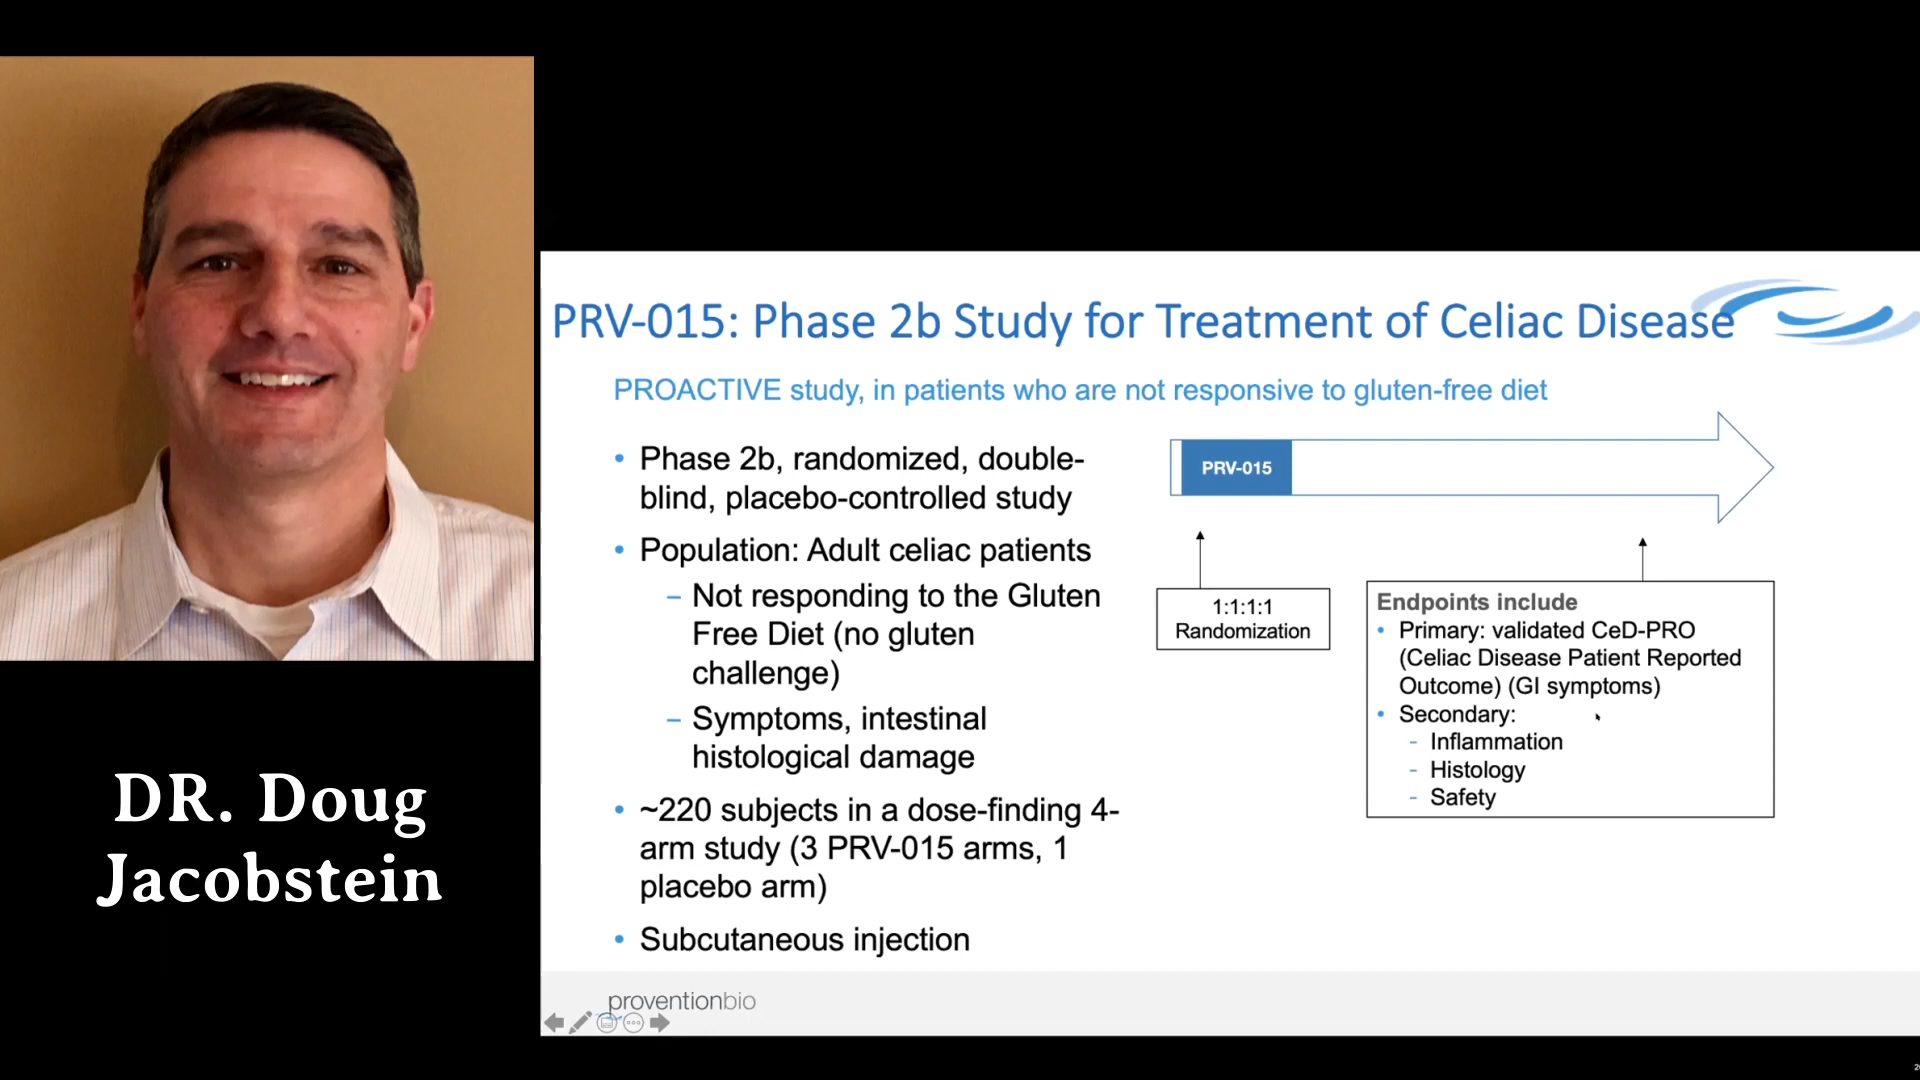 DR. Doug
Jacobstein
PRV-015: Phase 2b Study for Treatment of Celiac Disease
PROACTIVE study, in patients who are not responsive to gluten-free diet
• Phase 2b, randomized, double-
blind, placebo-controlled study
• Population: Adult celiac patients
– Not responding to the Gluten
Free Diet (no gluten
challenge)
– Symptoms, intestinal
histological damage
• ~220 subjects in a dose-finding 4-
arm study (3 PRV-015 arms, 1
placebo arm)
• Subcutaneous injection
PRV-015
1:1:1:1
Randomization
Endpoints include
• Primary: validated CeD-PRO
(Celiac Disease Patient Reported
Outcome) (GI symptoms)
• Secondary:
- Inflammation
- Histology
- Safety
proventionbio